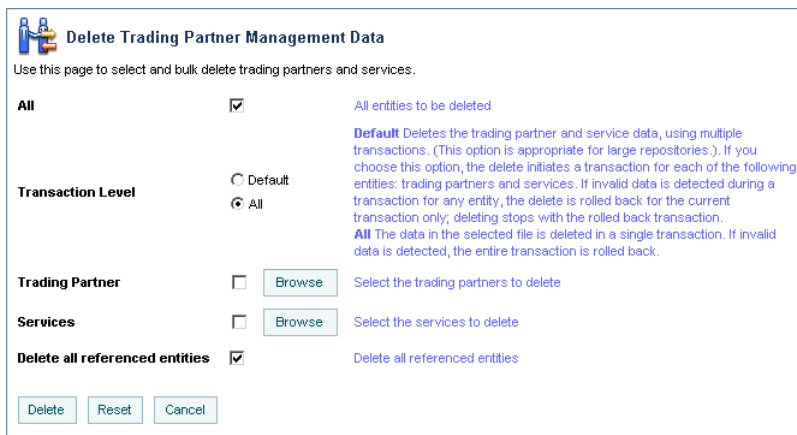 Delete Trading Partner Management Data
Use this page to select and bulk delete trading partners and services.
All All entities to be deleted
Default Deletes the trading partner and service data, using multiple
transactions. (This option is appropriate for large repositories.). If you
choose this option, the delete initiates a transaction for each of the following
Transaction Level Default entities: trading partners and services. If invalid data is detected during a
All transaction for any entity, the delete is rolled back for the current
transaction only; deleting stops with the rolled back transaction.
All The data in the selected file is deleted in a single transaction. If invalid
data is detected, the entire transaction is rolled back.
Trading Partner Browse Select the trading partners to delete
Services Browse Select the services to delete
Delete all referenced entities Delete all referenced entities
Delete Reset Cancel